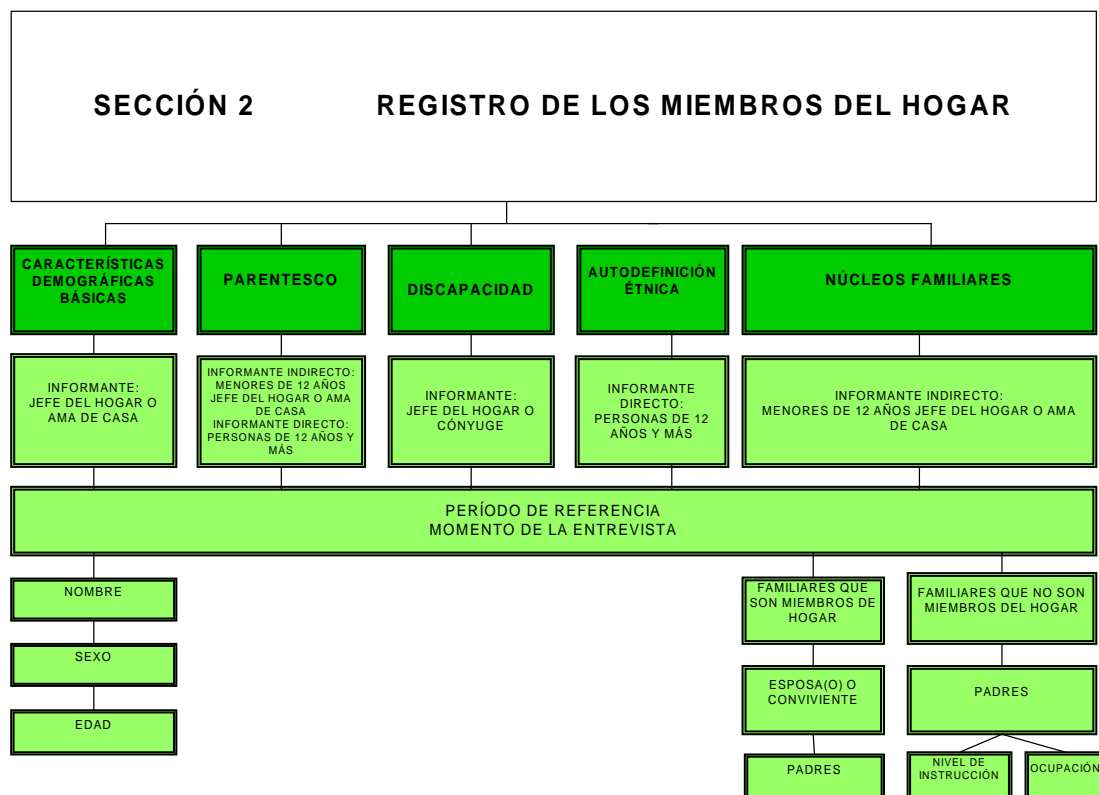 SECCIÓN 2 REGISTRO DE LOS MIEMBROS DEL HOGAR
CARACTERÍSTICAS
DEMOGRÁFICAS
BÁSICAS
PARENTESCO
DISCAPACIDAD
AUTODEFINICIÓN
ÉTNICA
NÚCLEOS FAMILIARES
INFORMANTE:
JEFE DEL HOGAR O
AMA DE CASA
INFORMANTE INDIRECTO:
MENORES DE 12 AÑOS
JEFE DEL HOGAR O AMA
DE CASA
INFORMANTE DIRECTO:
PERSONAS DE 12 AÑOS Y
MÁS
INFORMANTE:
JEFE DEL HOGAR O
CÓNYUGE
INFORMANTE
DIRECTO:
PERSONAS DE 12
AÑOS Y MÁS
INFORMANTE INDIRECTO:
MENORES DE 12 AÑOS JEFE DEL HOGAR O AMA
DE CASA
PERÍODO DE REFERENCIA
MOMENTO DE LA ENTREVISTA
NOMBRE
SEXO
EDAD
FAMILIARES QUE
SON MIEMBROS DE
HOGAR
ESPOSA(O) O
CONVIVIENTE
PADRES
FAMILIARES QUE NO SON
MIEMBROS DEL HOGAR
PADRES
NIVEL DE
INSTRUCCIÓN
OCUPACIÓN